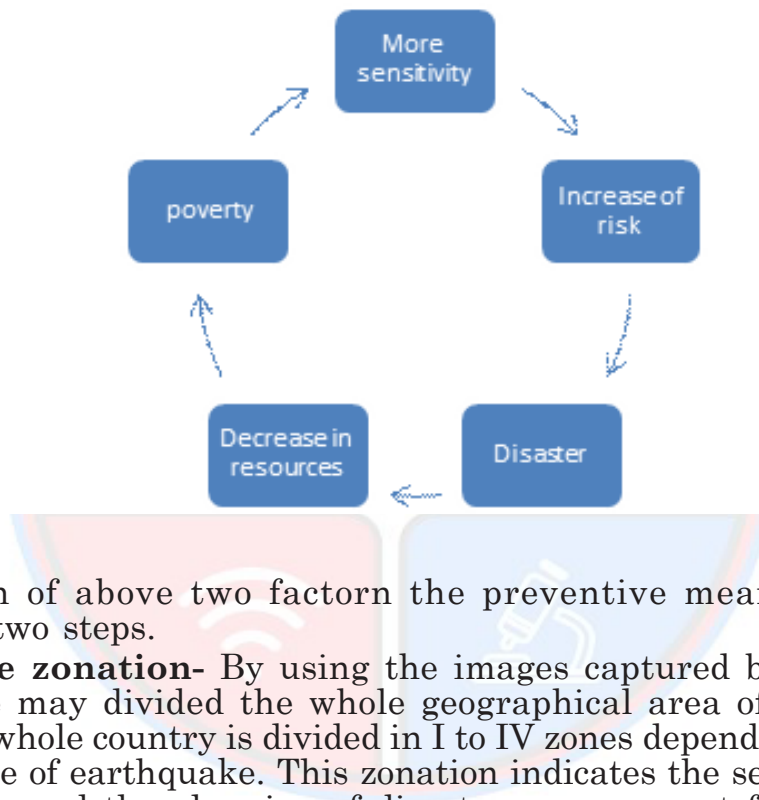 More
sensitivity
Increase of
risk
Disaster
Decrease in
resources
poverty
of above two factorn the preventive
two steps.
zonation- By using the images captured
may divided the whole geographical area of
whole country is divided in I to IV zones depend
of earthquake. This zonation indicates the